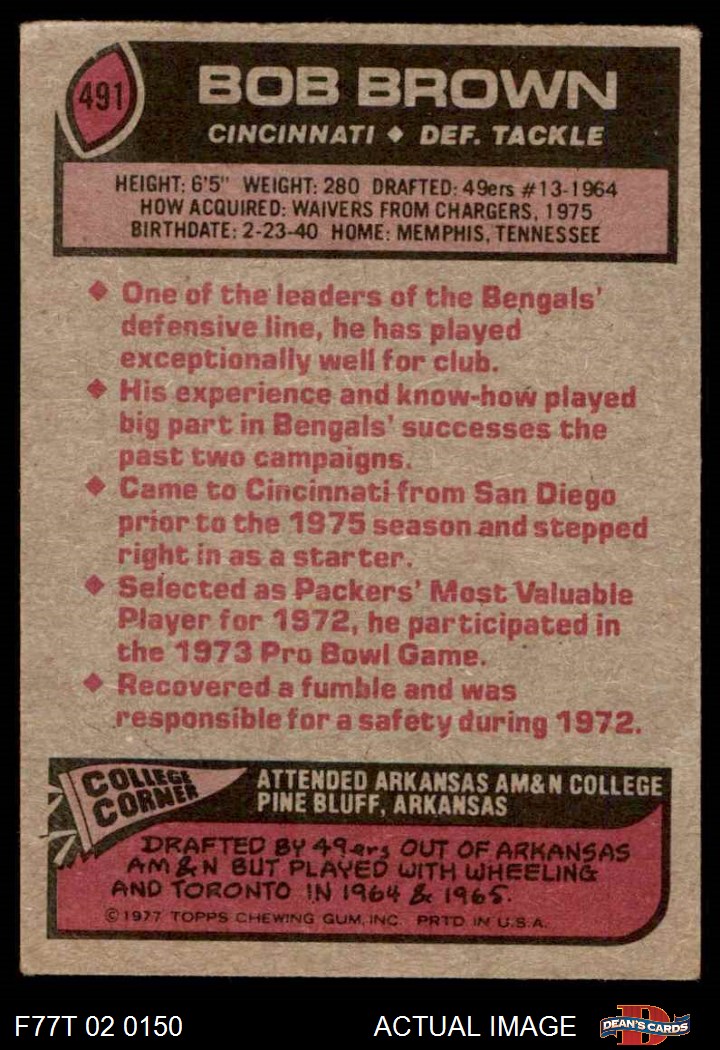 491
BOB BROWN
CINCINNATI ◆ DEF. TACKLE
HEIGHT: 6'5" WEIGHT: 280 DRAFTED: 49ers #13-1964
HOW ACQUIRED: WAIVERS FROM CHARGERS, 1975
BIRTHDATE: 2-23-40 HOME: MEMPHIS, TENNESSEE
◆ One of the leaders of the Bengals'
defensive line, he has played
exceptionally well for club.
◆ His experience and know-how played
big part in Bengals' successes the
past two campaigns.
◆ Came to Cincinnati from San Diego
prior to the 1975 season and stepped
right in as a starter.
◆ Selected as Packers' Most Valuable
Player for 1972, he participated in
the 1973 Pro Bowl Game.
◆ Recovered a fumble and was
responsible for a safety during 1972.
COLLEGE
CORNER
ATTENDED ARKANSAS AM&N COLLEGE
PINE BLUFF, ARKANSAS
DRAFTED BY 49ers OUT OF ARKANSAS
AM & N BUT PLAYED WITH WHEELING
AND TORONTO IN 1964 & 1965.
© 1977 TOPPS CHEWING GUM, INC. PRTD IN U.S.A.
F77T 02 0150
ACTUAL IMAGE
D
DEAN'S CARDS